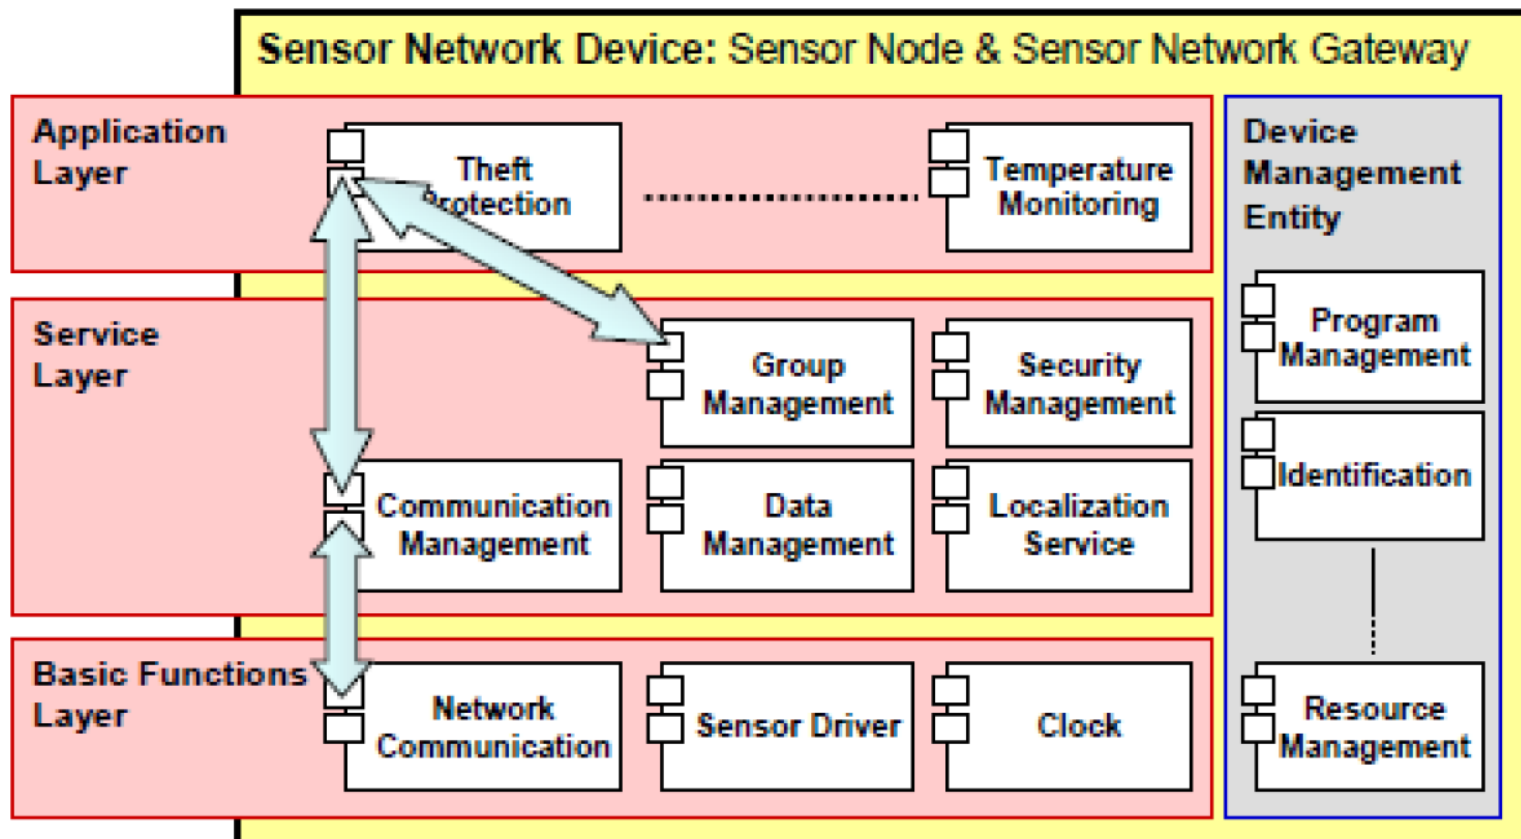 Sensor Network Device: Sensor Node & Sensor Network Gateway
Application
Layer
Theft
Protection
Temperature
Monitoring
Service
Layer
Group
Management
Security
Management
Communication
Management
Data
Management
Localization
Service
Basic Functions
Layer
Network
Communication
Sensor Driver
Clock
Device
Management
Entity
Program
Management
Identification
Resource
Management